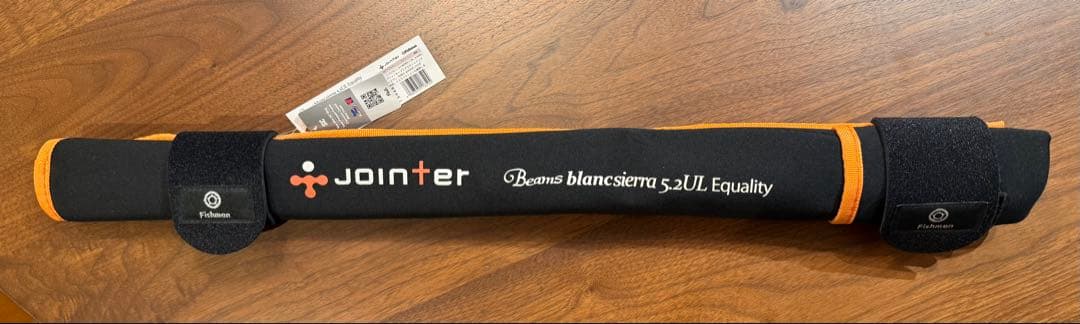 JOINTER
Beams blancsierra 5.2UL Equality
Fishman
Fishman